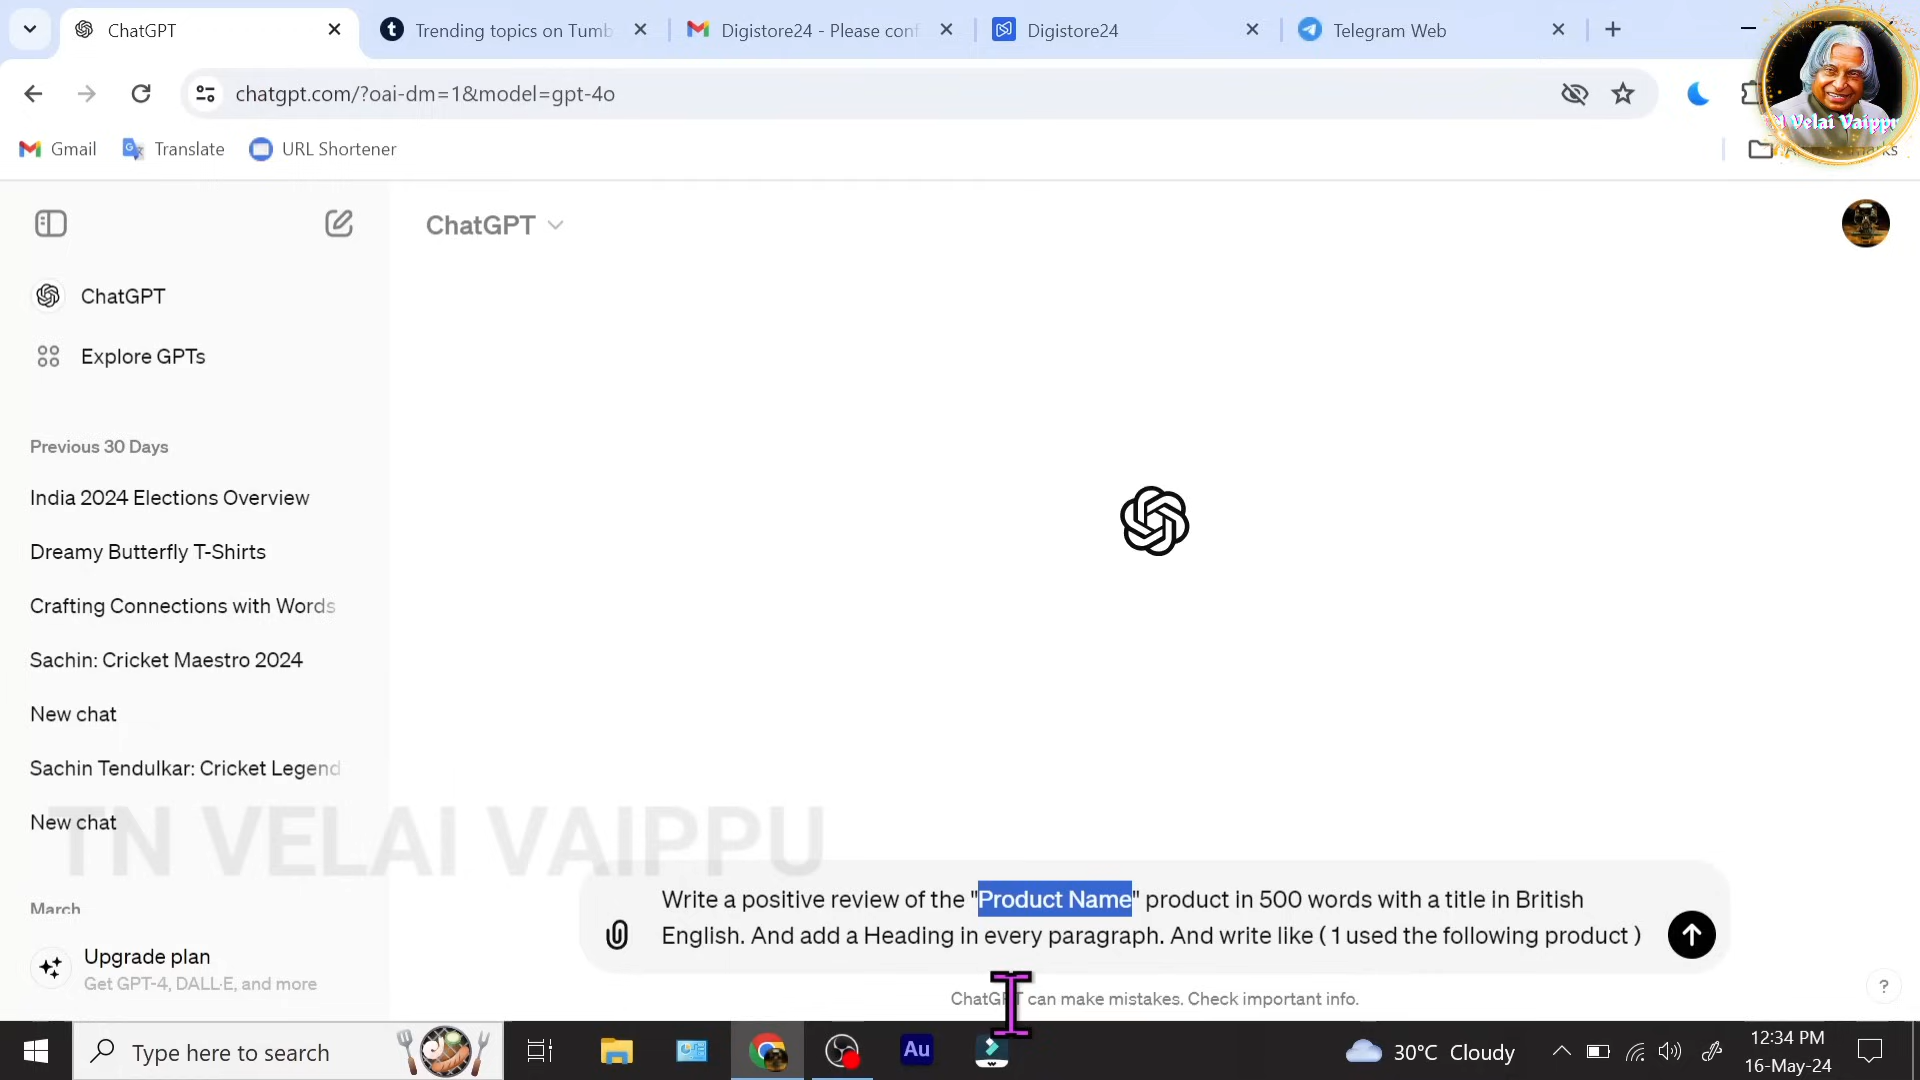 ChatGPT
Trending topics on Tumb
Digistore24 - Please conf
Digistore24
Telegram Web
chatgpt.com/?oai-dm=1&model=gpt-4o
Velai Vaippu
Gmail
Translate
URL Shortener
ChatGPT
ChatGPT
Explore GPTs
Previous 30 Days
India 2024 Elections Overview
Dreamy Butterfly T-Shirts
Crafting Connections with Words
Sachin: Cricket Maestro 2024
New chat
Sachin Tendulkar: Cricket Legend
New chat
TN VELAI VAIPPU
March
Upgrade plan
Get GPT-4, DALL·E, and more
Write a positive review of the "Product Name" product in 500 words with a title in British
English. And add a Heading in every paragraph. And write like ( 1 used the following product )
ChatGPT can make mistakes. Check important info.
?
Type here to search
Au
30°C Cloudy
12:34 PM
16-May-24